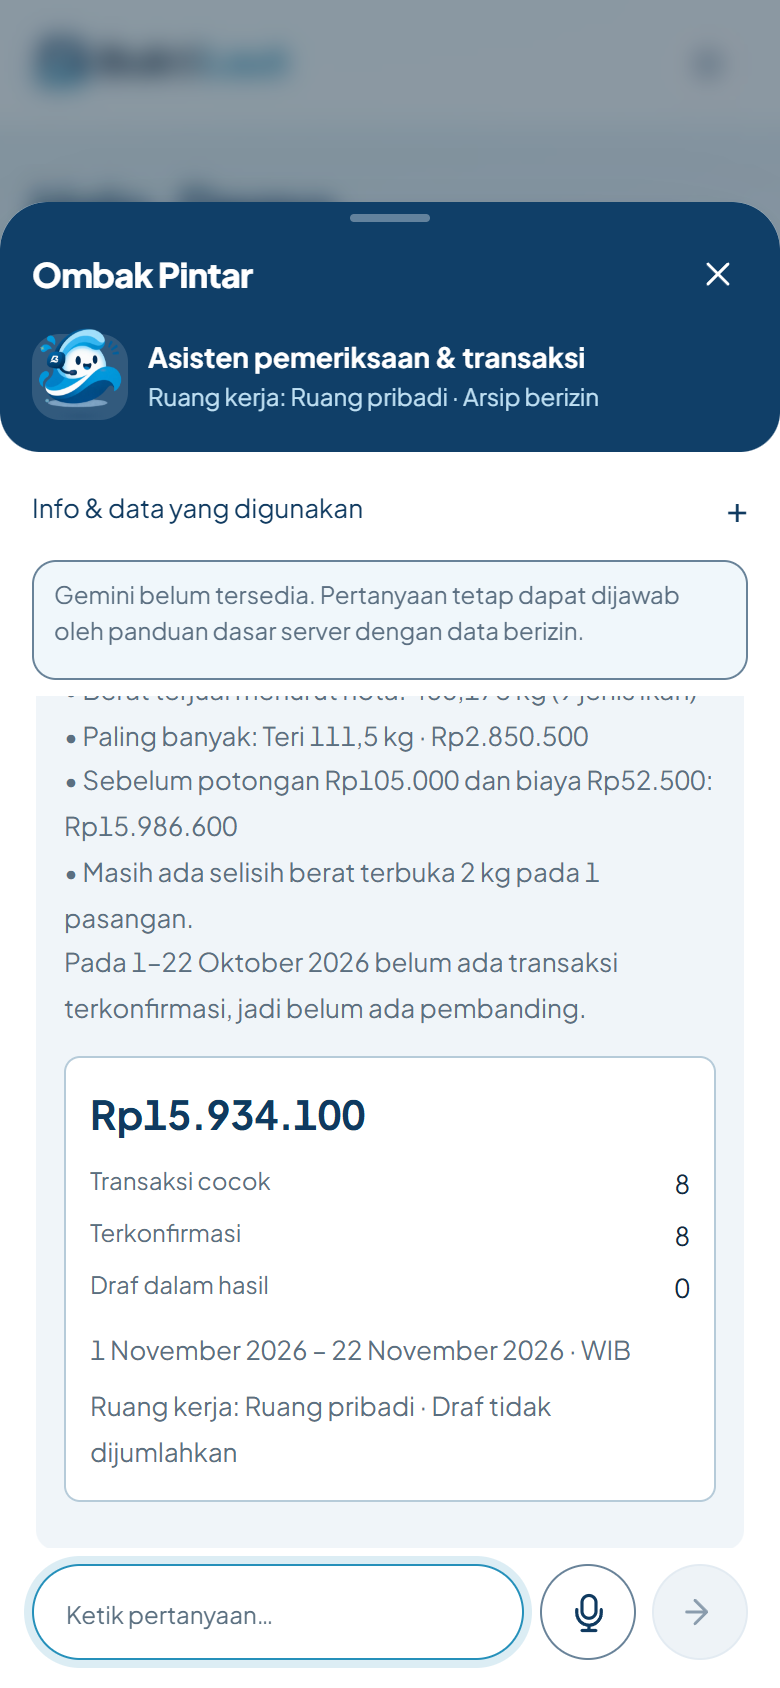 Ombak Pintar
Asisten pemeriksaan & transaksi
Ruang kerja: Ruang pribadi · Arsip berizin
Info & data yang digunakan
Gemini belum tersedia. Pertanyaan tetap dapat dijawab
oleh panduan dasar server dengan data berizin.
• Berat terjual menurut nota:
• Paling banyak: Teri 111,5 kg · Rp2.850.500
• Sebelum potongan Rp105.000 dan biaya Rp52.500:
Rp15.986.600
• Masih ada selisih berat terbuka 2 kg pada 1
pasangan.
Pada 1–22 Oktober 2026 belum ada transaksi
terkonfirmasi, jadi belum ada pembanding.
Rp15.934.100
Transaksi cocok 8
Terkonfirmasi 8
Draf dalam hasil 0
1 November 2026 – 22 November 2026 · WIB
Ruang kerja: Ruang pribadi · Draf tidak
dijumlahkan
Ketik pertanyaan...